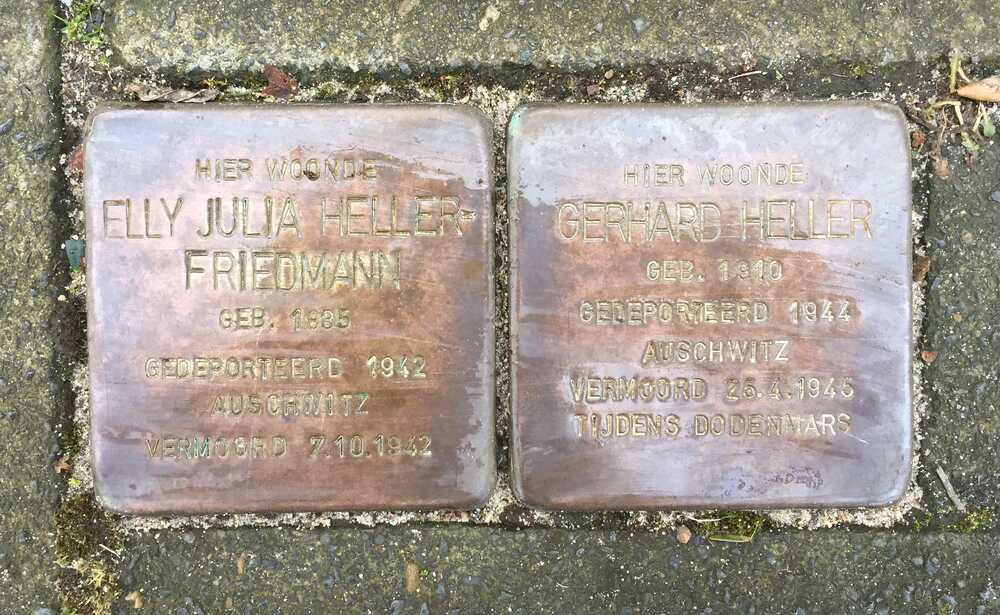 HIER WOONDE
ELLY JULIA HELLER-
FRIEDMANN
GEB. 1885
GEDEPORTEERD 1942
AUSCHWITZ
VERMOORD 7.10.1942
HIER WOONDE
GERHARD HELLER
GEB. 1910
GEDEPORTEERD 1944
AUSCHWITZ
VERMOORD 25.4.1945
TIJDENS DODENMARS